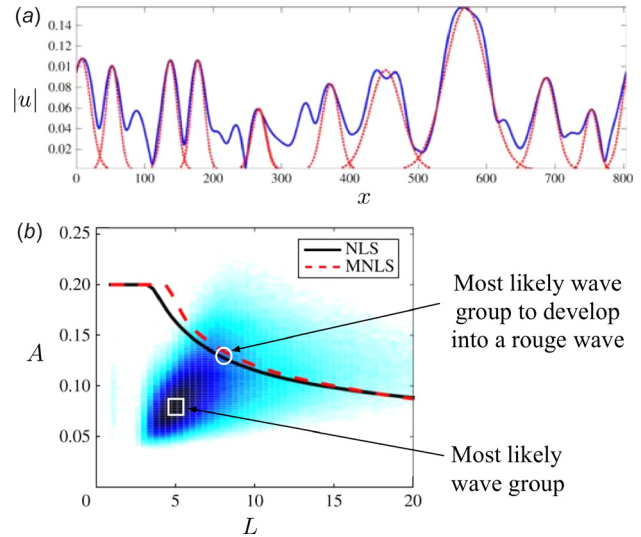 (a)
0.14
0.12
0.10
|u|
0.08
0.06
0.04
0.02
0 100 200 300 400 500 600 700 800
x
(b)
0.25
NLS
MNLS
0.20
0.15
A
0.10
0.05
0 5 10 15 20
L
Most likely wave
group to develop
into a rouge wave
Most likely
wave group